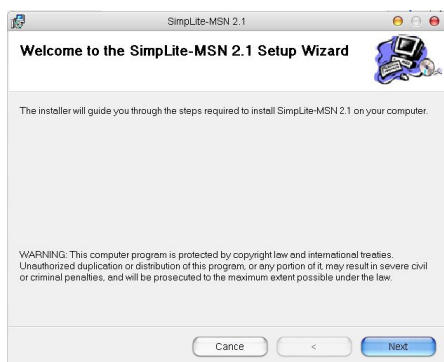 SimpLite-MSN 2.1
Welcome to the SimpLite-MSN 2.1 Setup Wizard
The installer will guide you through the steps required to install SimpLite-MSN 2.1 on your computer.
WARNING: This computer program is protected by copyright law and international treaties.
Unauthorized duplication or distribution of this program, or any portion of it, may result in severe civil
or criminal penalties, and will be prosecuted to the maximum extent possible under the law.
Cance < Next